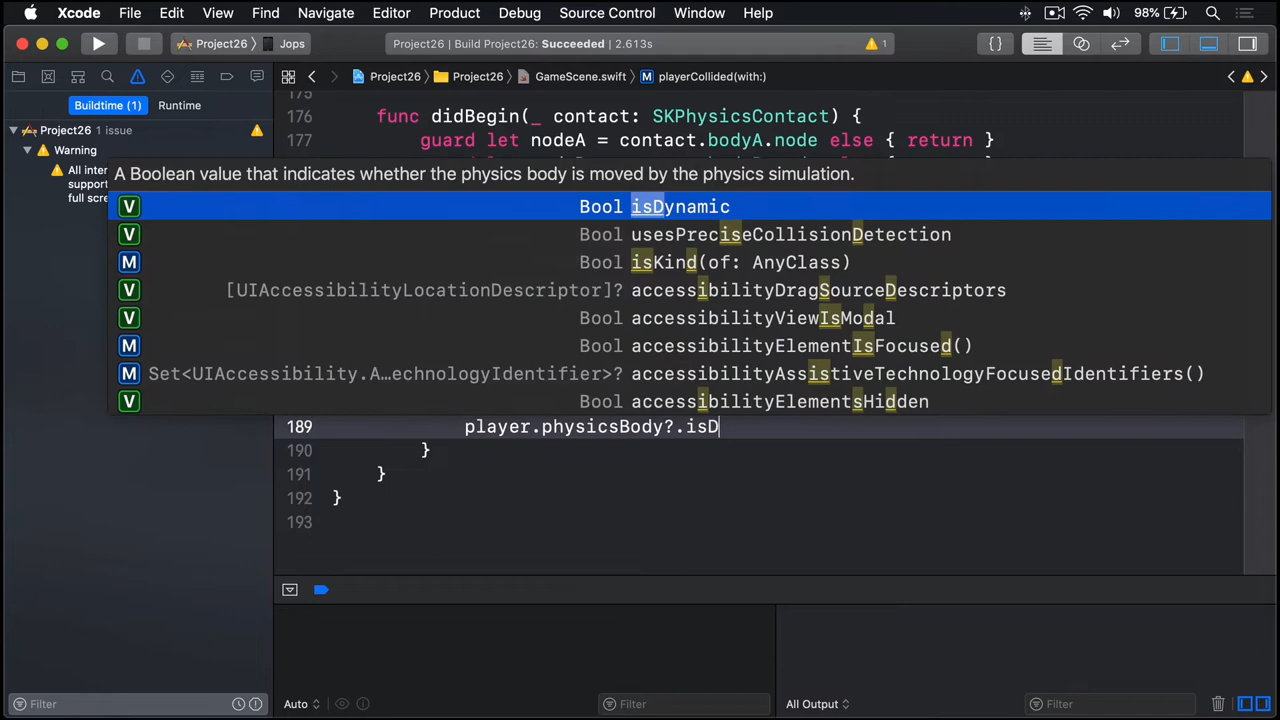 Xcode File Edit View Find Navigate Editor Product Debug Source Control Window Help 98%
Project26 Jops Project26 | Build Project26: Succeeded | 2.613s 1 {}
Project26 Project26 GameScene.swift M playerCollided(with:)
Buildtime (1) Runtime
Project26 1 issue
Warning
All inter
support
full scre
175
176 func didBegin(_ contact: SKPhysicsContact) {
177 guard let nodeA = contact.bodyA.node else { return }
A Boolean value that indicates whether the physics body is moved by the physics simulation.
V Bool isDynamic
V Bool usesPreciseCollisionDetection
M Bool isKind(of: AnyClass)
V [UIAccessibilityLocationDescriptor]? accessibilityDragSourceDescriptors
V Bool accessibilityViewIsModal
M Bool accessibilityElementIsFocused()
M Set<UIAccessibility.A…echnologyIdentifier>? accessibilityAssistiveTechnologyFocusedIdentifiers()
V Bool accessibilityElementsHidden
189 player.physicsBody?.isD
190 }
191 }
192 }
193
Filter Auto Filter All Output Filter